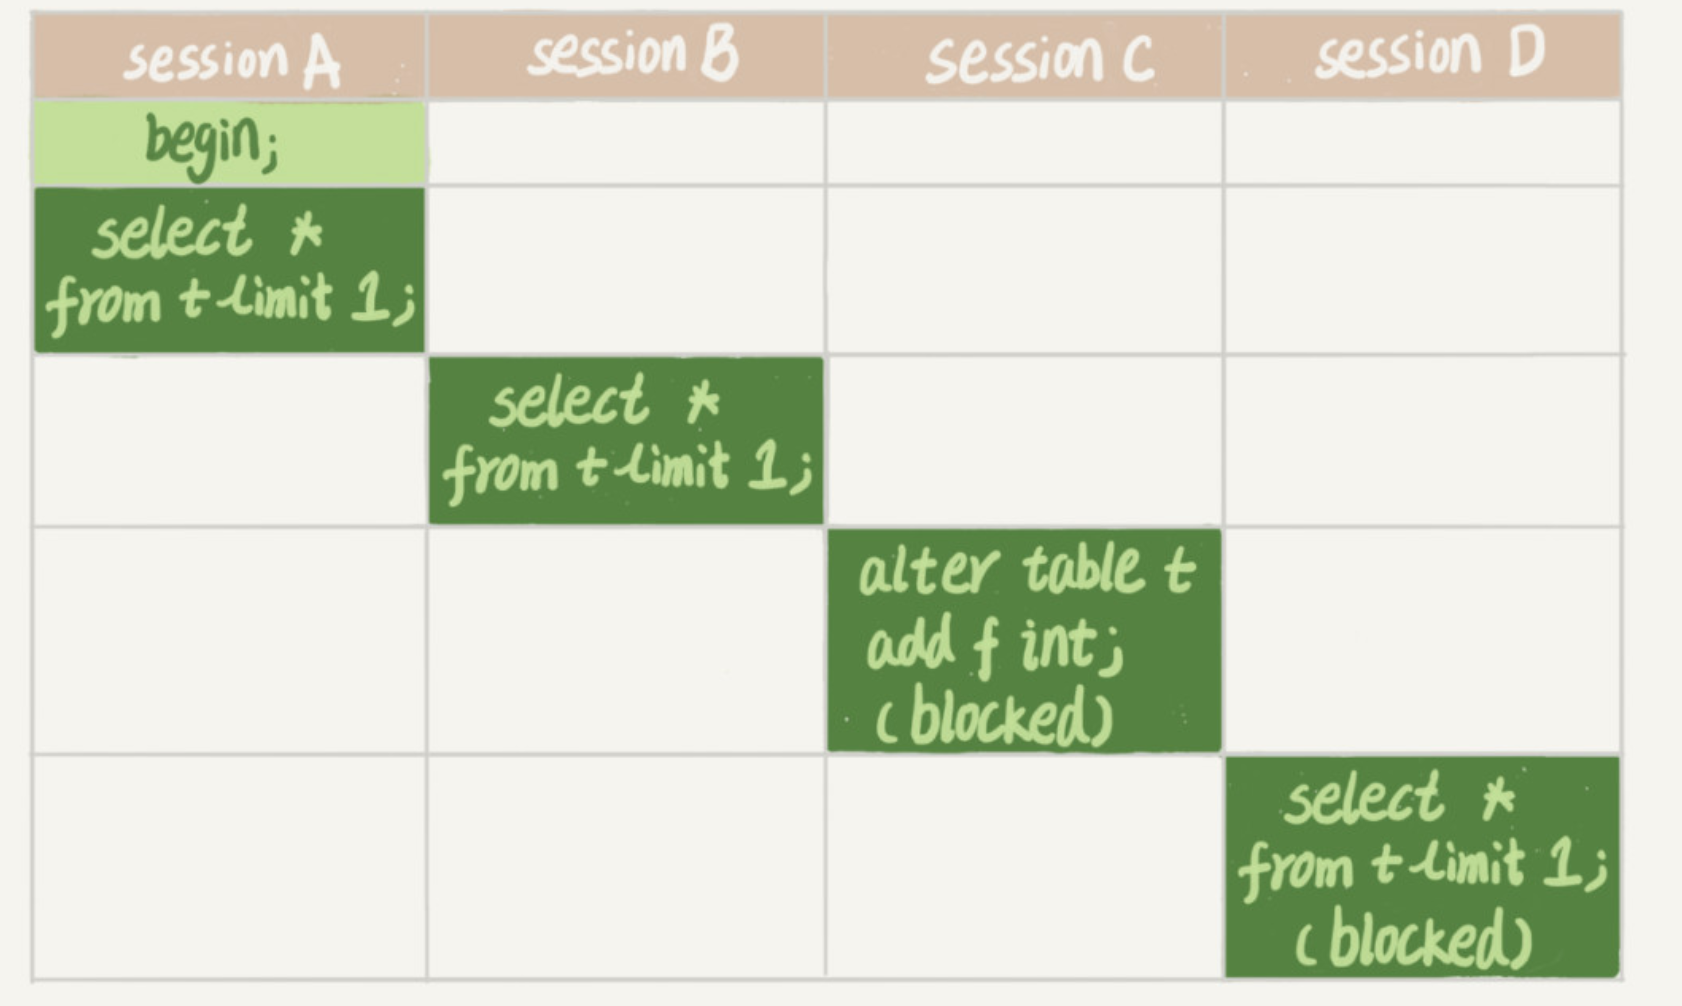 session A
session B
session C
session D
begin;
select *
from t limit 1;
select *
from t limit 1;
alter table t
add f int;
(blocked)
select *
from t limit 1;
(blocked)